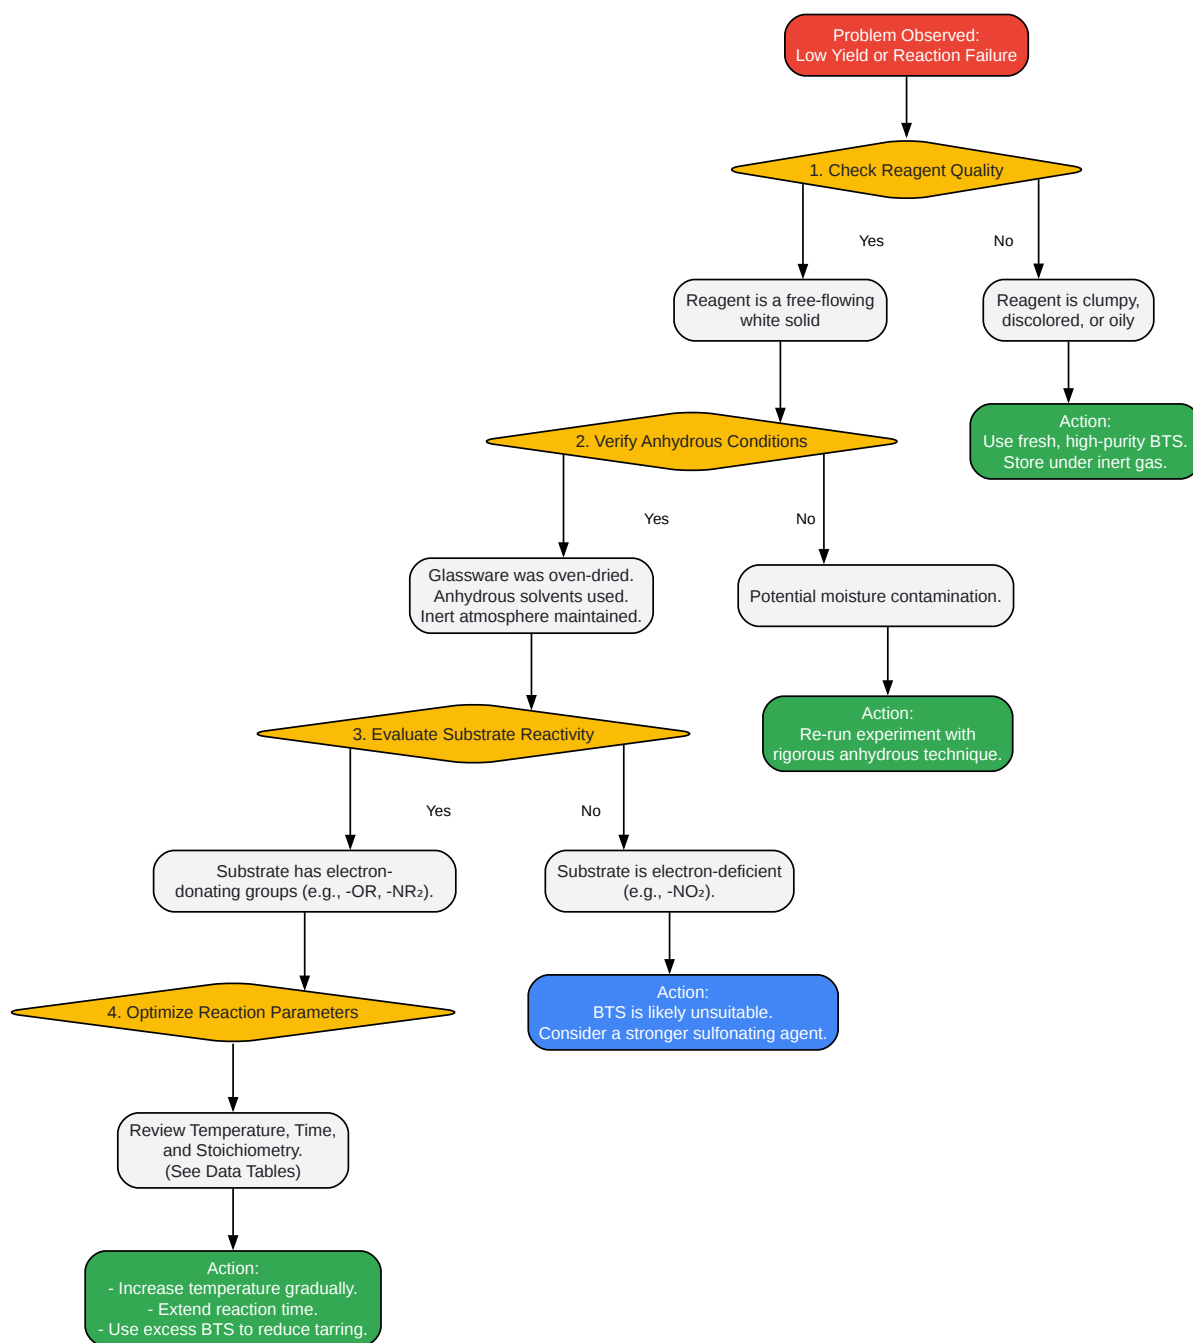 Problem Observed:
Low Yield or Reaction Failure
1. Check Reagent Quality
Yes
No
Reagent is a free-flowing
white solid
Reagent is clumpy,
discolored, or oily
Action:
Use fresh, high-purity BTS.
Store under inert gas.
2. Verify Anhydrous Conditions
Yes
No
Glassware was oven-dried.
Anhydrous solvents used.
Inert atmosphere maintained.
Potential moisture contamination.
Action:
Re-run experiment with
rigorous anhydrous technique.
3. Evaluate Substrate Reactivity
Yes
No
Substrate has electron-
donating groups (e.g., -OR, -NR₂).
Substrate is electron-deficient
(e.g., -NO₂).
Action:
BTS is likely unsuitable.
Consider a stronger sulfonating agent.
4. Optimize Reaction Parameters
Review Temperature, Time,
and Stoichiometry.
(See Data Tables)
Action:
- Increase temperature gradually.
- Extend reaction time.
- Use excess BTS to reduce tarring.